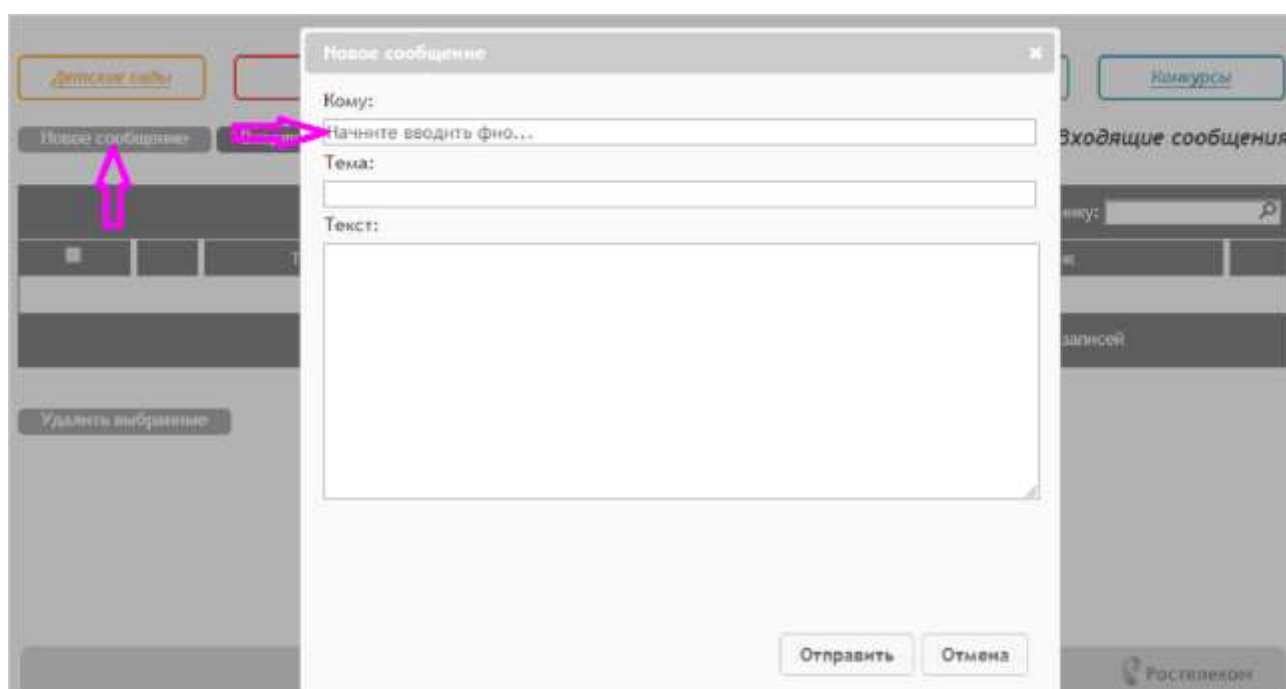 Новое сообщение
Детские сады
Конкурсы
Кому:
Новое сообщение
Начните вводить фио...
Входящие сообщения
Тема:
Текст:
записей
Удалить выбранные
Отправить
Отмена
Ростелеком